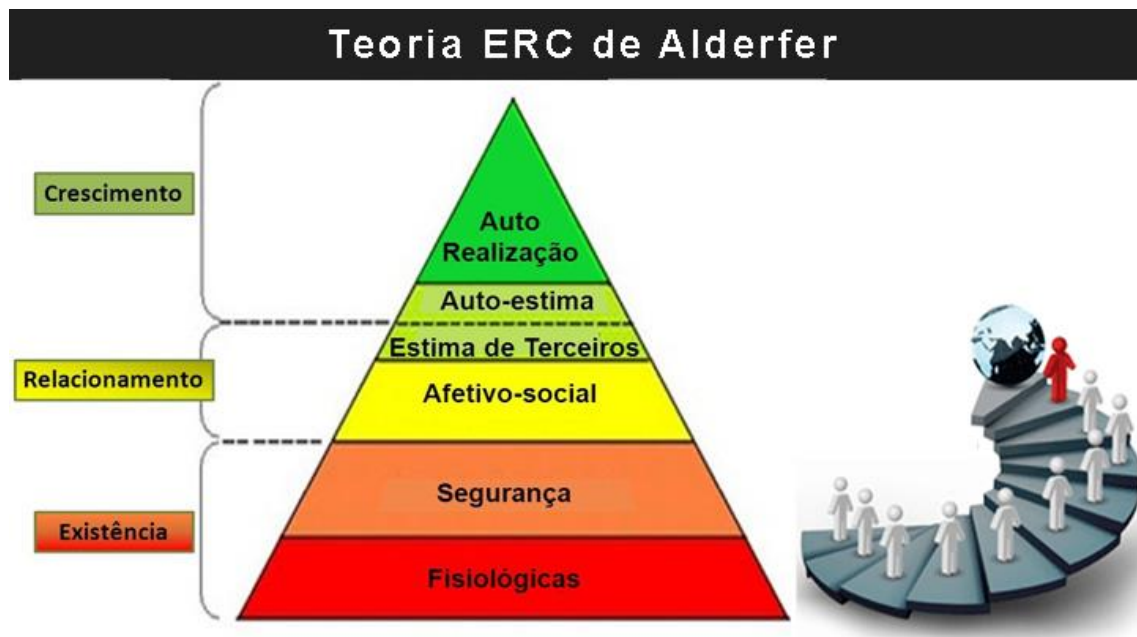 Teoria ERC de Alderfer
Crescimento
Auto
Realização
Auto-estima
Estima de Terceiros
Relacionamento
Afetivo-social
Segurança
Existência
Fisiológicas